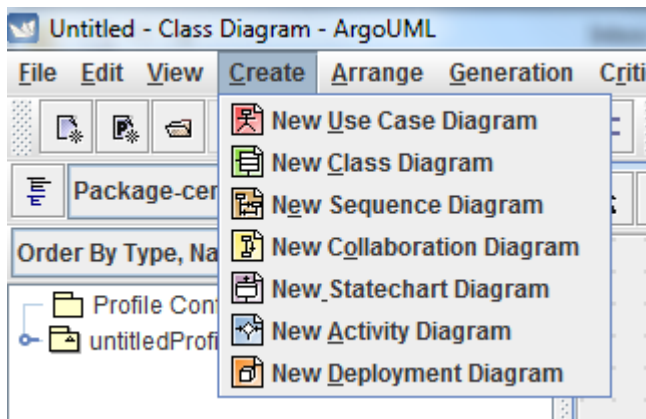 Untitled - Class Diagram - ArgoUML
File Edit View Create Arrange Generation Criti
New Use Case Diagram
New Class Diagram
Package-cen
New Sequence Diagram
Order By Type, Na
New Collaboration Diagram
New Statechart Diagram
Profile Conf
New Activity Diagram
untitledProfi
New Deployment Diagram